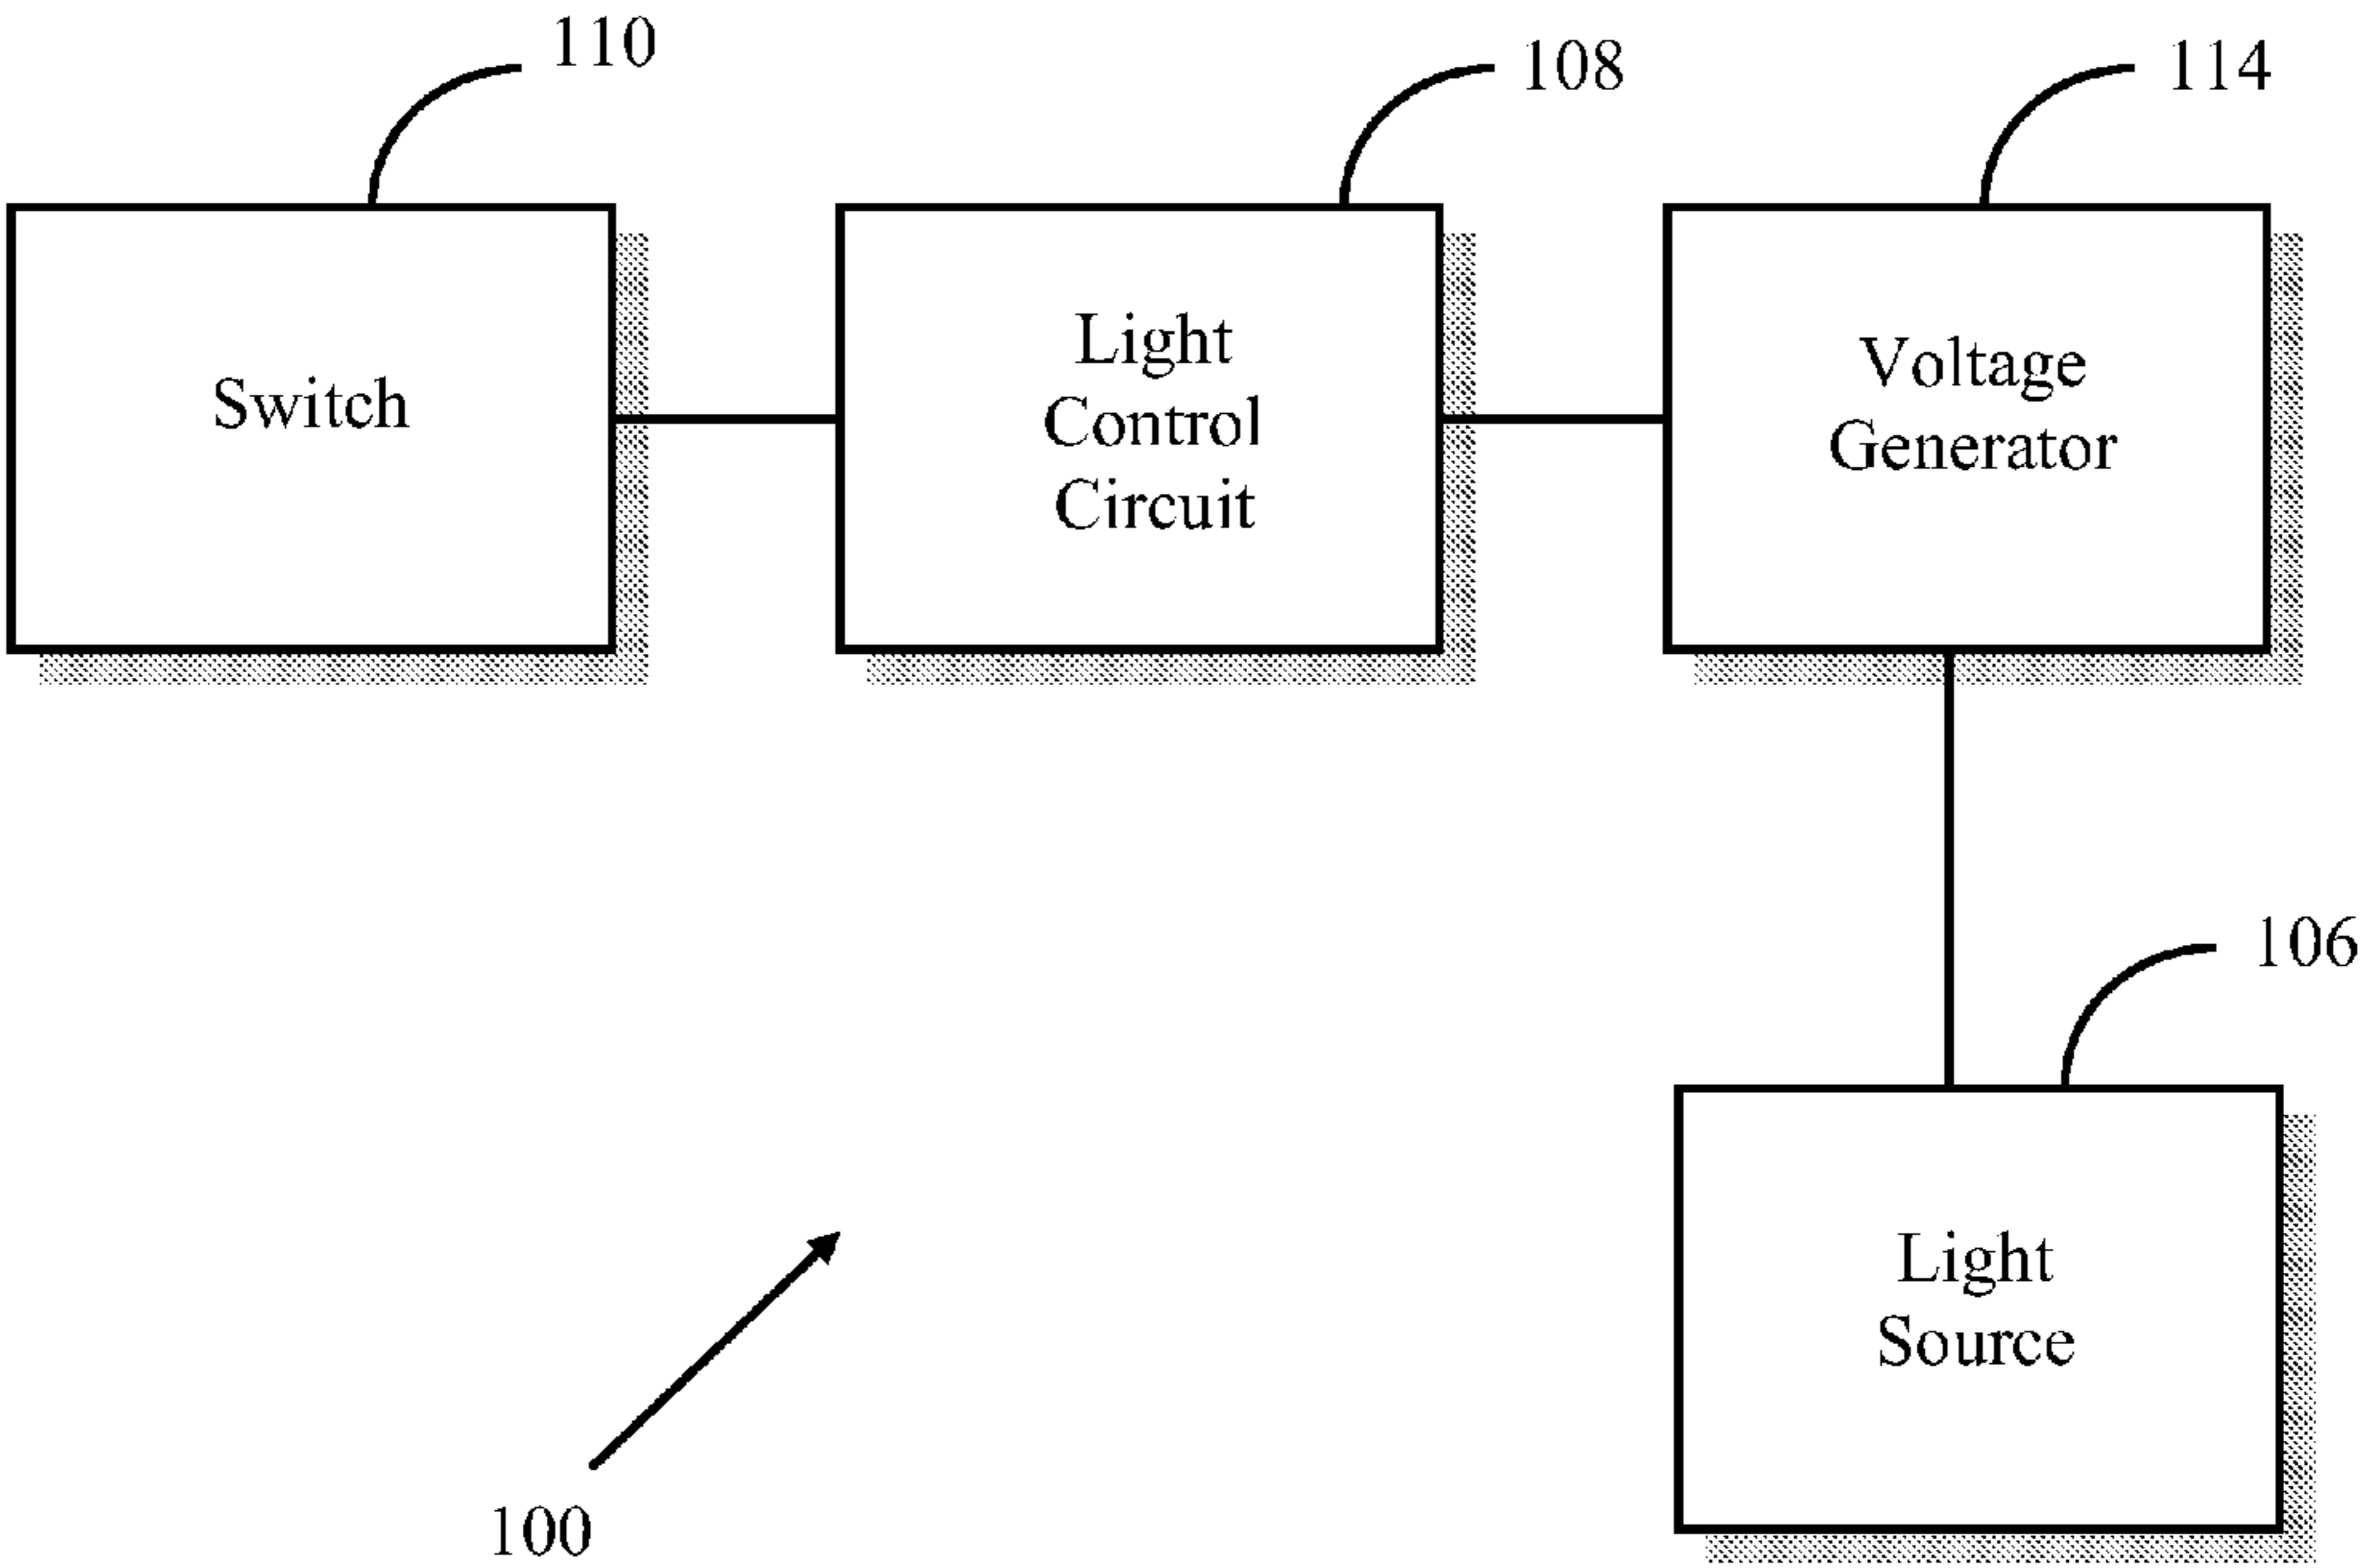 110
108
114
Switch
Light
Control
Circuit
Voltage
Generator
106
Light
Source
100